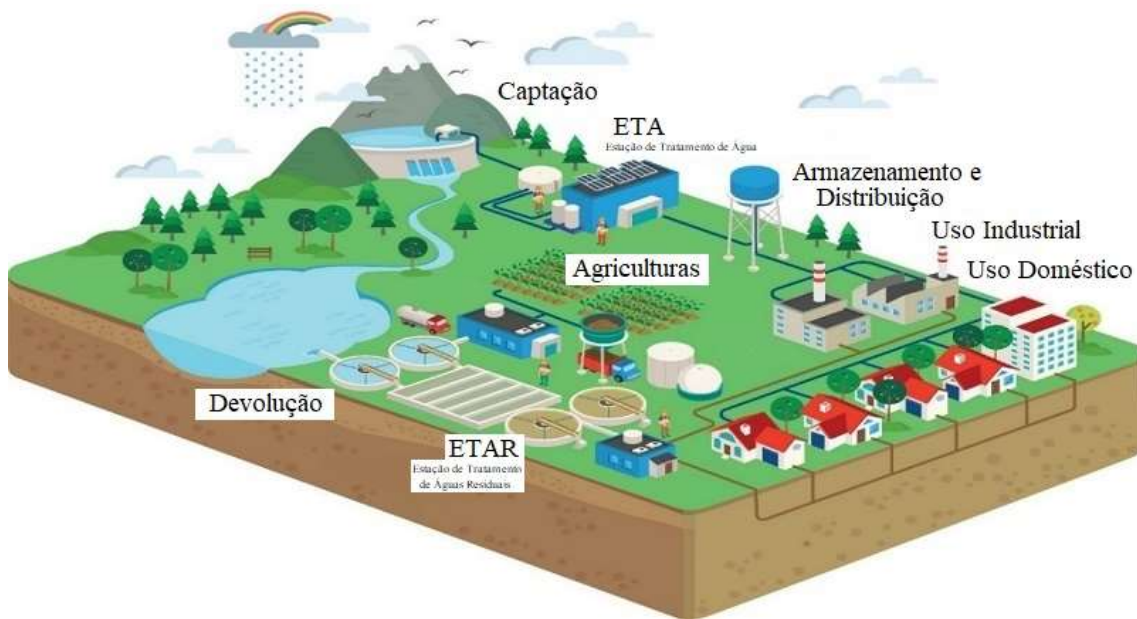 Captação
ETA
Estação de Tratamento de Água
Armazenamento e
Distribuição
Uso Industrial
Uso Doméstico
Agriculturas
Devolução
ETAR
Estação de Tratamento
de Águas Residuais